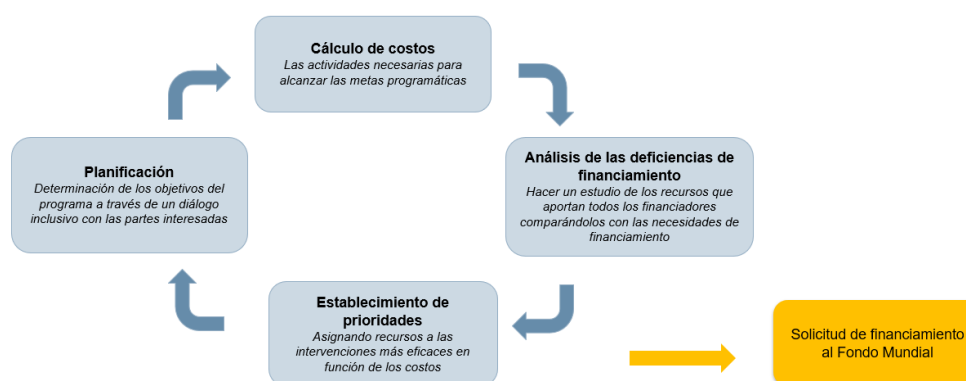 Cálculo de costos
Las actividades necesarias para
alcanzar las metas programáticas
Planificación
Determinación de los objetivos del
programa a través de un diálogo
inclusivo con las partes interesadas
Análisis de las deficiencias de
financiamiento
Hacer un estudio de los recursos que
aportan todos los financiadores
comparándolos con las necesidades de
financiamiento
Establecimiento de
prioridades
Asignando recursos a las
intervenciones más eficaces en
función de los costos
Solicitud de financiamiento
al Fondo Mundial